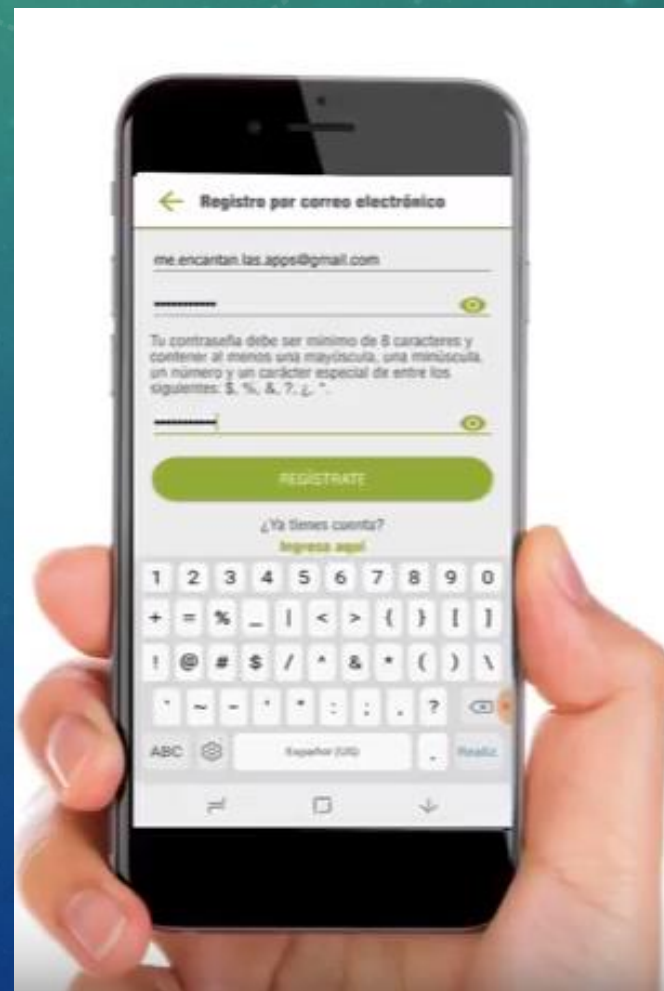 Registro por correo electrónico
me.encantan.las.apps@gmail.com
Tu contraseña debe ser mínimo de 8 caracteres y
contener al menos una mayúscula, una minúscula,
un número y un carácter especial de entre los
siguientes: $, %, &, ?, ¿,
REGÍSTRATE
¿Ya tienes cuenta?
Ingresa aquí
1 2 3 4 5 6 7 8 9 0
+ = % _ | < > { } [ ]
! @ # $ / ^ & * ( ) \
` ~ - ' " : ; , ? 
ABC Español (US) . Realiz.